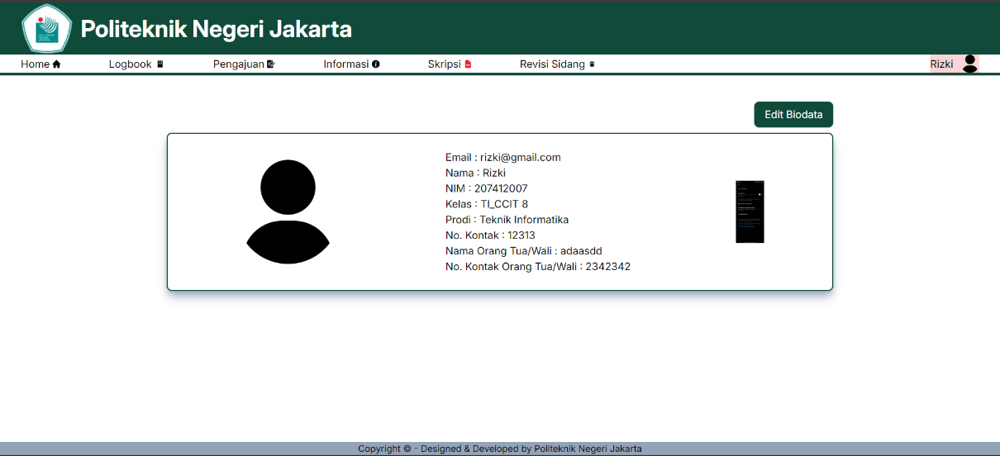 Politeknik Negeri Jakarta
Home Logbook Pengajuan Informasi Skripsi Revisi Sidang Rizki
Edit Biodata
Email : rizki@gmail.com
Nama : Rizki
NIM : 207412007
Kelas : TI_CCIT 8
Prodi : Teknik Informatika
No. Kontak : 12313
Nama Orang Tua/Wali : adaasdd
No. Kontak Orang Tua/Wali : 2342342
Copyright © - Designed & Developed by Politeknik Negeri Jakarta